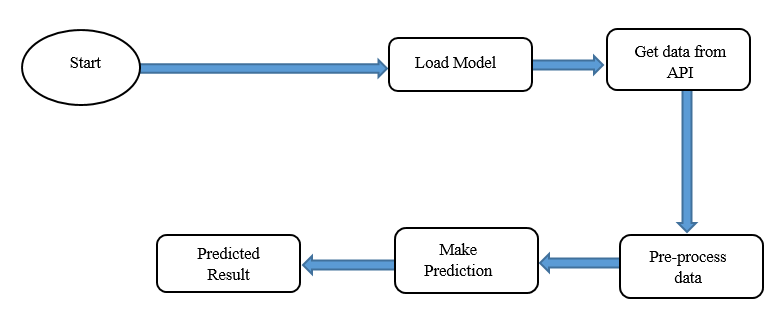 Start
Load Model
Get data from
API
Pre-process
data
Make
Prediction
Predicted
Result